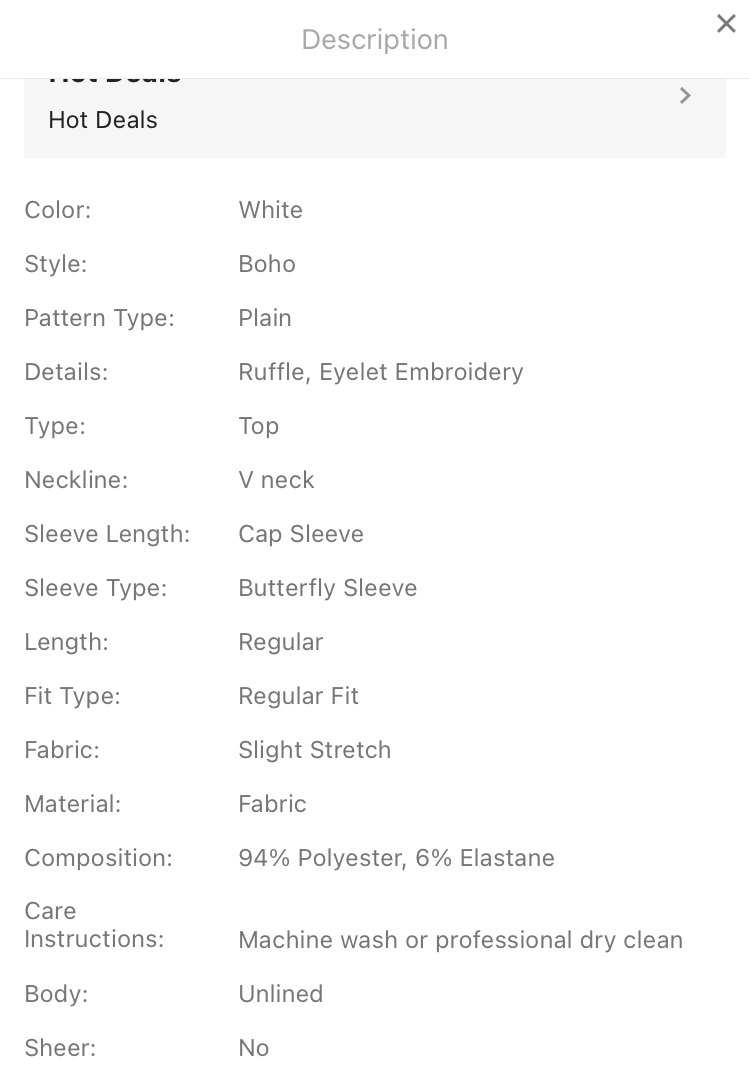 Description
Hot Deals
Hot Deals
Color: White
Style: Boho
Pattern Type: Plain
Details: Ruffle, Eyelet Embroidery
Type: Top
Neckline: V neck
Sleeve Length: Cap Sleeve
Sleeve Type: Butterfly Sleeve
Length: Regular
Fit Type: Regular Fit
Fabric: Slight Stretch
Material: Fabric
Composition: 94% Polyester, 6% Elastane
Care
Instructions: Machine wash or professional dry clean
Body: Unlined
Sheer: No